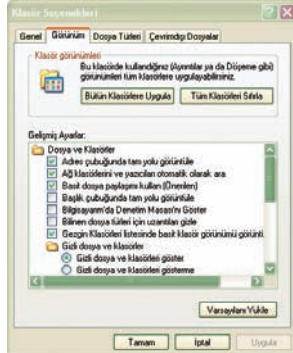 Klasör Seçenekleri
Genel Görünüm Dosya Türleri Çevrimdışı Dosyalar
Klasör görünümleri
Bu klasörde kullandığınız (Ayrıntılar ya da Döşeme gibi)
görünümleri tüm klasörlere uygulayabilirsiniz.
Bütün Klasörlere Uygula Tüm Klasörleri Sıfırla
Gelişmiş Ayarlar:
Dosya ve Klasörler
Adres çubuğunda tam yolu görüntüle
Ağ klasörlerini ve yazıcıları otomatik olarak ara
Basit dosya paylaşımı kullan (Önerilen)
Başlık çubuğunda tam yolu görüntüle
Bilgisayarım'da Denetim Masası'nı Göster
Bilinen dosya türleri için uzantıları gizle
Gezgin Klasörleri listesinde basit klasör görünümü görünti
Gizli dosya ve klasörler
Gizli dosya ve klasörleri göster
Gizli dosya ve klasörleri gösterme
Varsayılanı Yükle
Tamam İptal Uygula